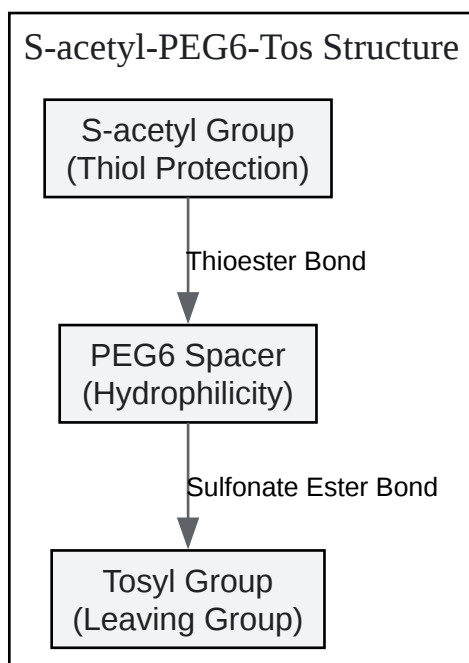 S-acetyl-PEG6-Tos Structure
S-acetyl Group
(Thiol Protection)
Thioester Bond
PEG6 Spacer
(Hydrophilicity)
Sulfonate Ester Bond
Tosyl Group
(Leaving Group)